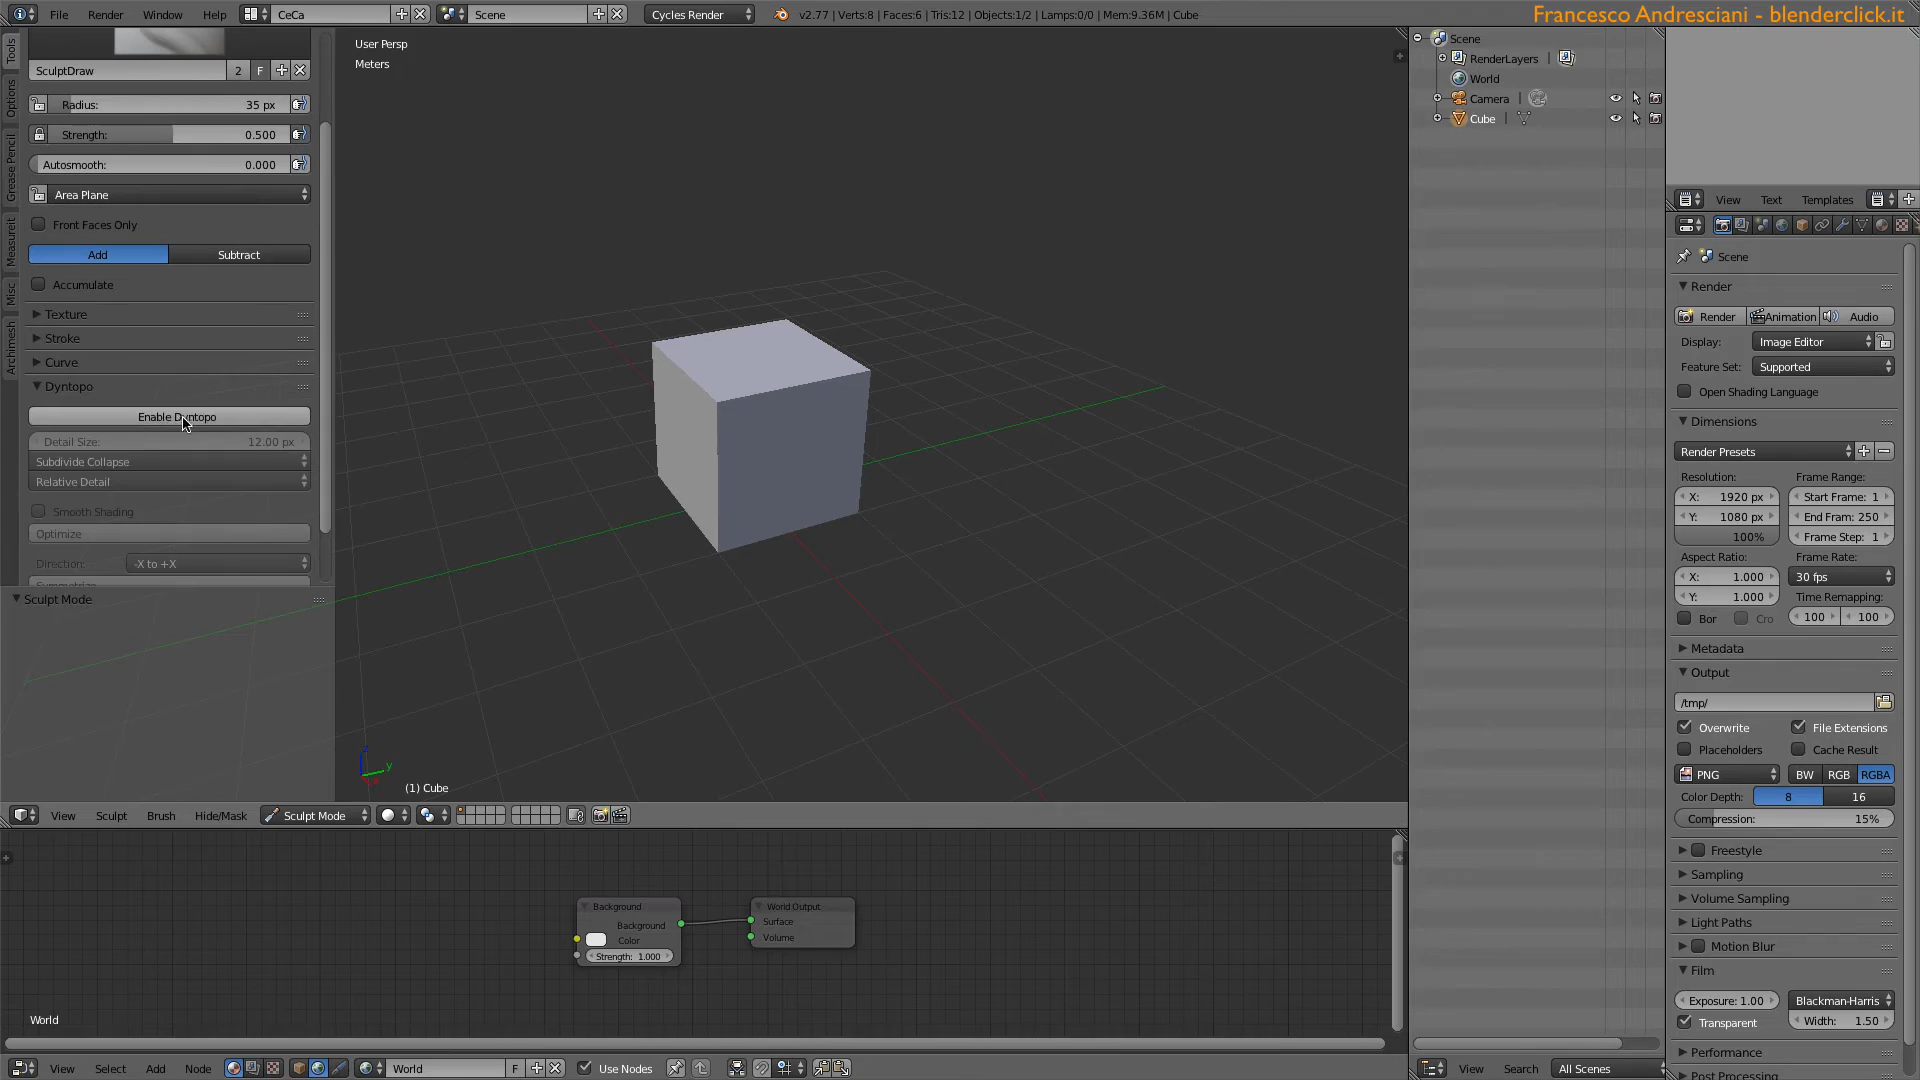 Francesco Andresciani - blenderclick.it
File Render Window Help CeCa Scene Cycles Render v2.77 | Verts:8 | Faces:6 | Tris:12 | Objects:1/2 | Lamps:0/0 | Mem:9.36M | Cube
Tools
Options
Grease Pencil
Measureit
Misc
Archimesh
SculptDraw 2 F
Radius: 35 px
Strength: 0.500
Autosmooth: 0.000
Area Plane
Front Faces Only
Add Subtract
Accumulate
Texture
Stroke
Curve
Dyntopo
Enable Dyntopo
Detail Size: 12.00 px
Subdivide Collapse
Relative Detail
Smooth Shading
Optimize
Direction: -X to +X
Symmetrize
Sculpt Mode
User Persp
Meters
y
(1) Cube
View Sculpt Brush Hide/Mask Sculpt Mode
Background
Background
Color
Strength: 1.000
World Output
Surface
Volume
World
View Select Add Node World F Use Nodes
Scene
RenderLayers |
World
Camera |
Cube |
View Search All Scenes
View Text Templates
Scene
Render
Render Animation Audio
Display: Image Editor
Feature Set: Supported
Open Shading Language
Dimensions
Render Presets
Resolution: Frame Range:
X: 1920 px Start Frame: 1
Y: 1080 px End Fram: 250
100% Frame Step: 1
Aspect Ratio: Frame Rate:
X: 1.000 30 fps
Y: 1.000 Time Remapping:
Bor Cro 100 100
Metadata
Output
/tmp/
Overwrite File Extensions
Placeholders Cache Result
PNG BW RGB RGBA
Color Depth: 8 16
Compression: 15%
Freestyle
Sampling
Volume Sampling
Light Paths
Motion Blur
Film
Exposure: 1.00 Blackman-Harris
Transparent Width: 1.50
Performance
Post Processing